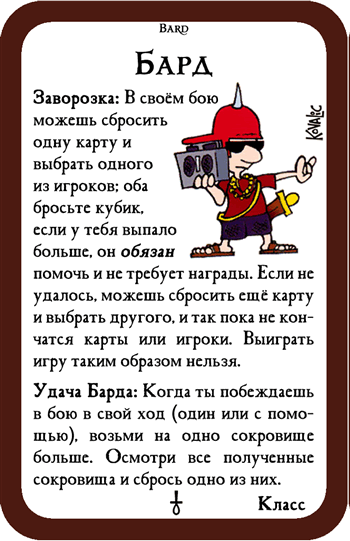 Bard
Бард
Заворозка: В своём бою
можешь сбросить
одну карту и
выбрать одного
из игроков; оба
бросьте кубик,
если у тебя выпало
больше, он обязан
помочь и не требует награды. Если не
удалось, можешь сбросить ещё карту
и выбрать другого, и так пока не кон-
чатся карты или игроки. Выиграть
игру таким образом нельзя.
Удача Барда: Когда ты побеждаешь
в бою в свой ход (один или с помо-
щью), возьми на одно сокровище
больше. Осмотри все полученные
сокровища и сбрось одно из них.
Класс
Kovalic